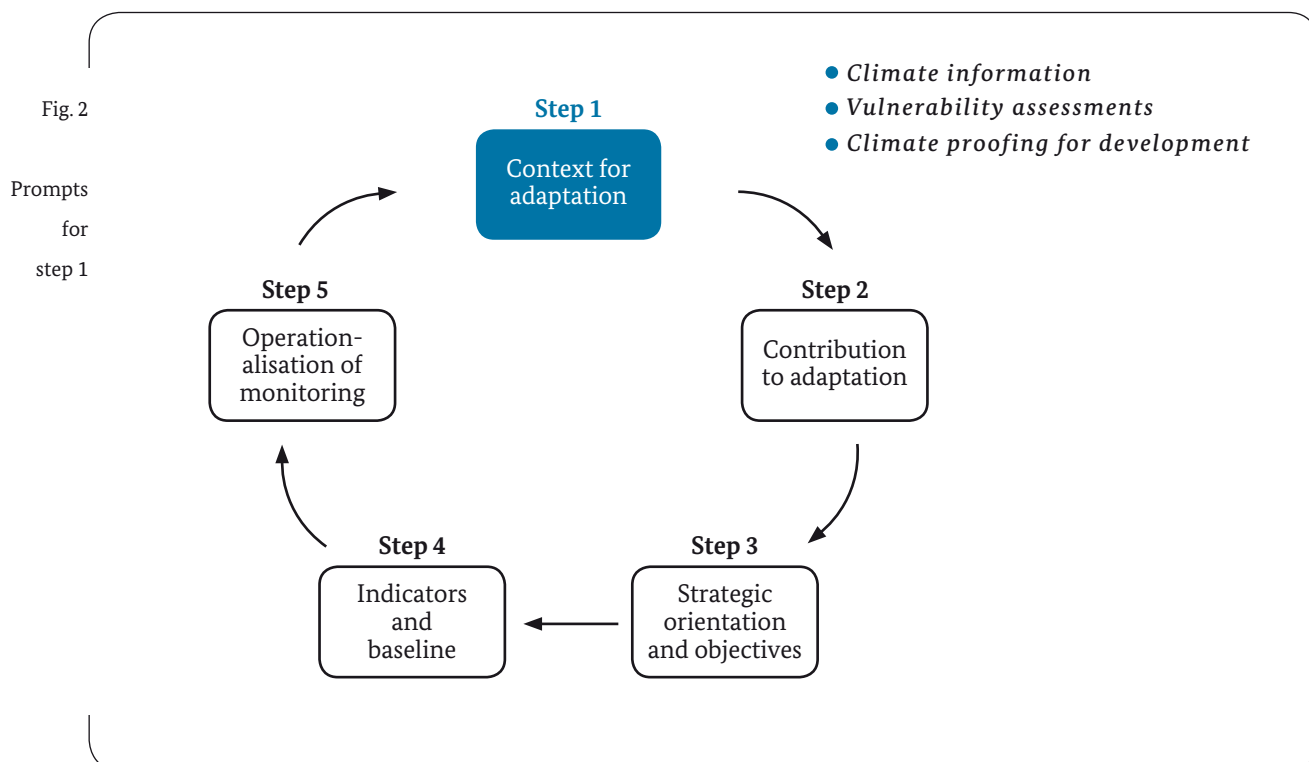 Fig. 2
Prompts
for
step 1
Climate information
Vulnerability assessments
Climate proofing for development
Step 1
Context for
adaptation
Step 2
Contribution
to adaptation
Step 3
Strategic
orientation
and objectives
Step 4
Indicators
and
baseline
Step 5
Operation-
alisation of
monitoring